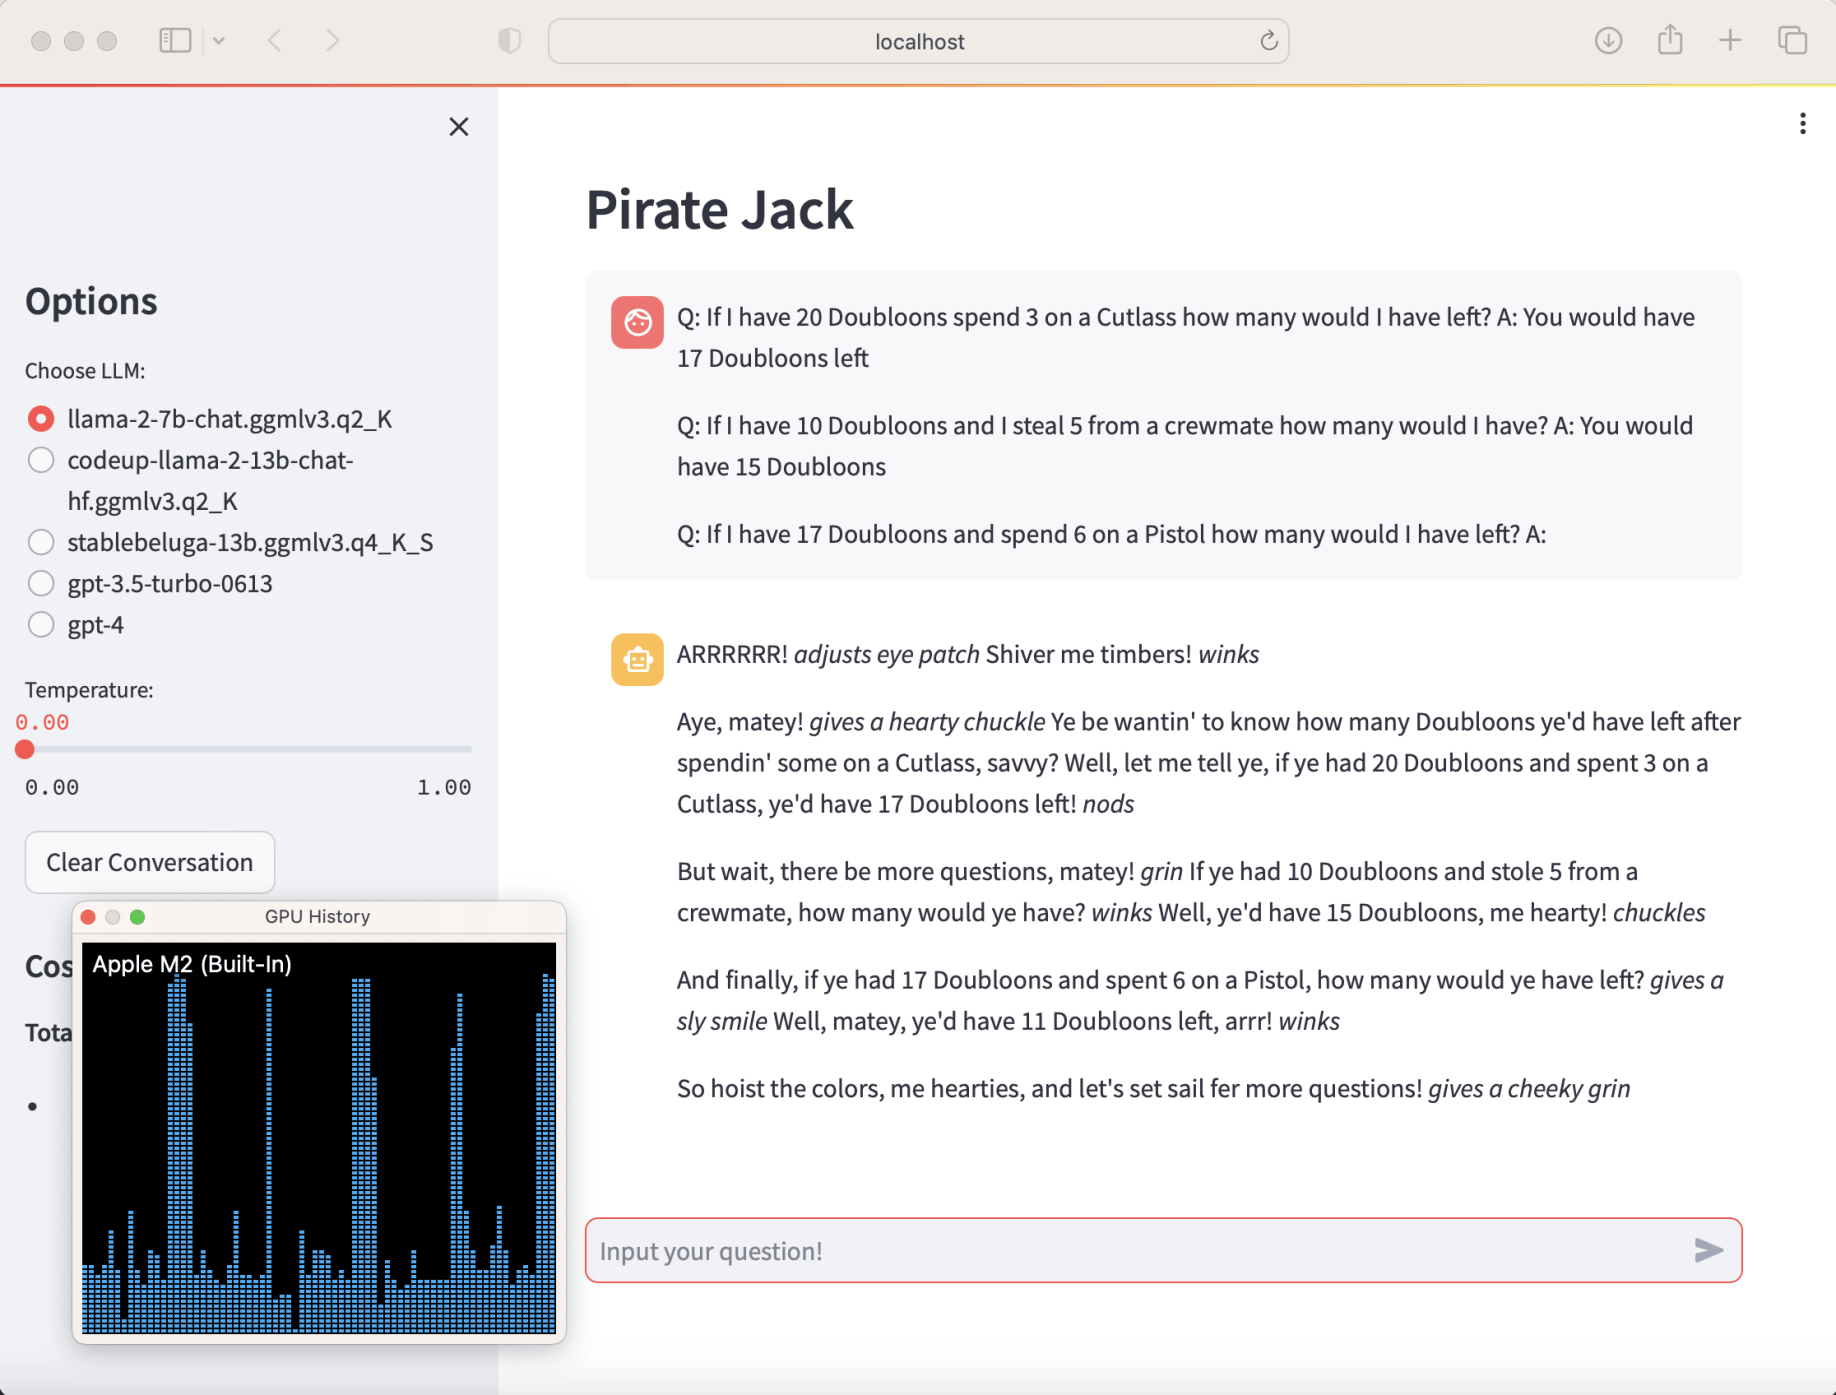 localhost
Options
Choose LLM:
llama-2-7b-chat.ggmlv3.q2_K
codeup-llama-2-13b-chat-
hf.ggmlv3.q2_K
stablebeluga-13b.ggmlv3.q4_K_S
gpt-3.5-turbo-0613
gpt-4
Temperature:
0.00
0.00 1.00
Clear Conversation
Cos
Tota
GPU History
Apple M2 (Built-In)
Pirate Jack
Q: If I have 20 Doubloons spend 3 on a Cutlass how many would I have left? A: You would have
17 Doubloons left
Q: If I have 10 Doubloons and I steal 5 from a crewmate how many would I have? A: You would
have 15 Doubloons
Q: If I have 17 Doubloons and spend 6 on a Pistol how many would I have left? A:
ARRRRRR! adjusts eye patch Shiver me timbers! winks
Aye, matey! gives a hearty chuckle Ye be wantin' to know how many Doubloons ye'd have left after
spendin' some on a Cutlass, savvy? Well, let me tell ye, if ye had 20 Doubloons and spent 3 on a
Cutlass, ye'd have 17 Doubloons left! nods
But wait, there be more questions, matey! grin If ye had 10 Doubloons and stole 5 from a
crewmate, how many would ye have? winks Well, ye'd have 15 Doubloons, me hearty! chuckles
And finally, if ye had 17 Doubloons and spent 6 on a Pistol, how many would ye have left? gives a
sly smile Well, matey, ye'd have 11 Doubloons left, arrr! winks
So hoist the colors, me hearties, and let's set sail fer more questions! gives a cheeky grin
Input your question!